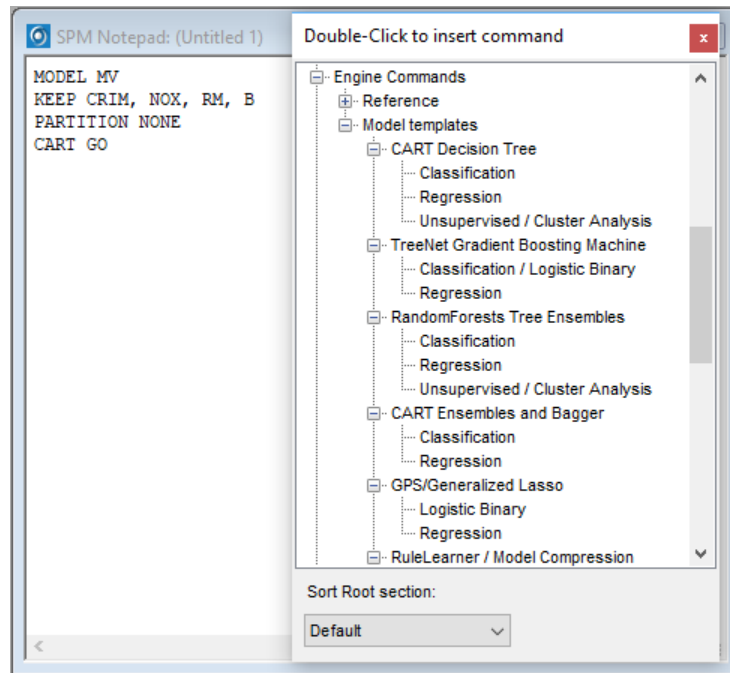 SPM Notepad: (Untitled 1)
MODEL MV
KEEP CRIM, NOX, RM, B
PARTITION NONE
CART GO
Double-Click to insert command
x
Engine Commands
Reference
Model templates
CART Decision Tree
Classification
Regression
Unsupervised / Cluster Analysis
TreeNet Gradient Boosting Machine
Classification / Logistic Binary
Regression
RandomForests Tree Ensembles
Classification
Regression
Unsupervised / Cluster Analysis
CART Ensembles and Bagger
Classification
Regression
GPS/Generalized Lasso
Logistic Binary
Regression
RuleLearner / Model Compression
Sort Root section:
Default